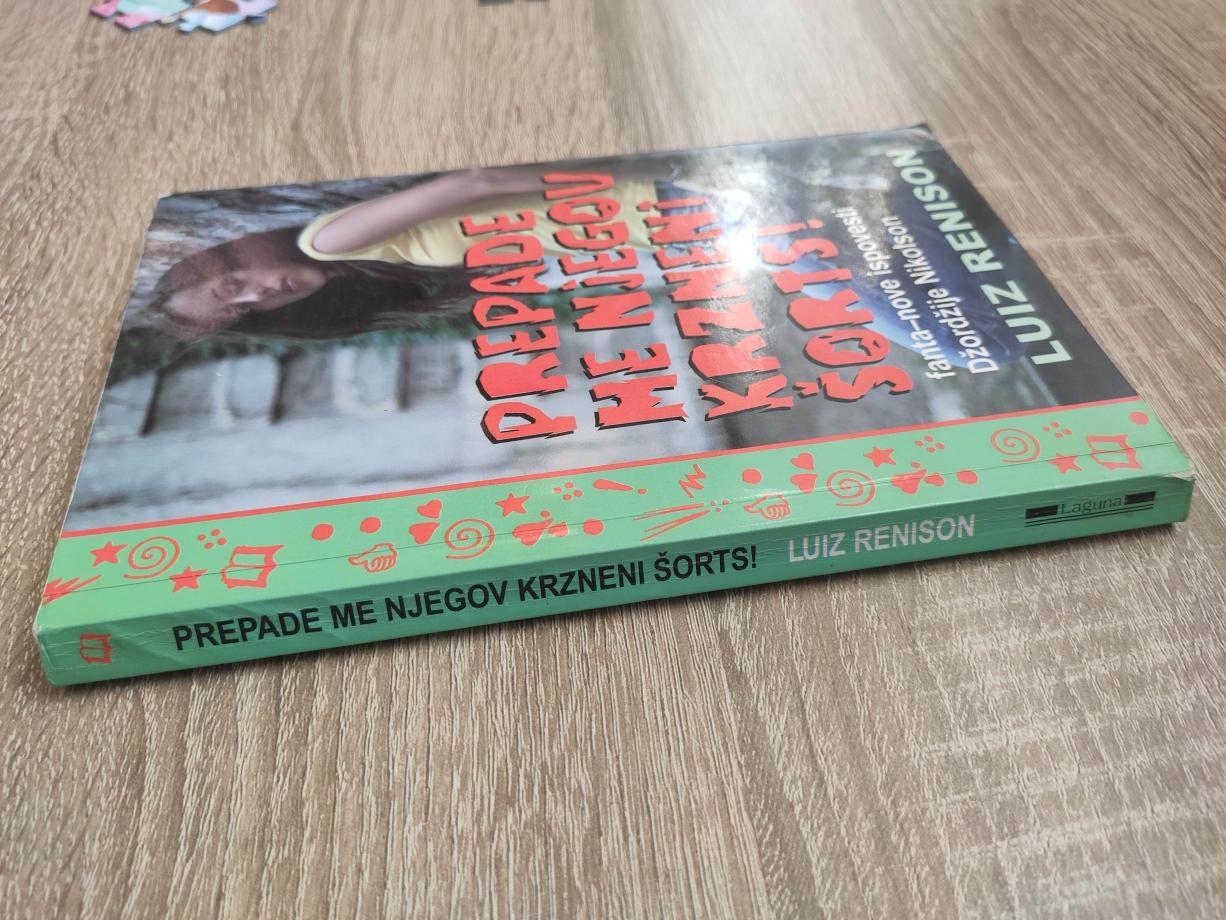 PREPADE
ME NJEGOV
KRZNENI
ŠORTS!
fanta-nove ispovesti
Džordžije Nikolson
LUIZ RENISON
PREPADE ME NJEGOV KRZNENI ŠORTS! LUIZ RENISON Laguna